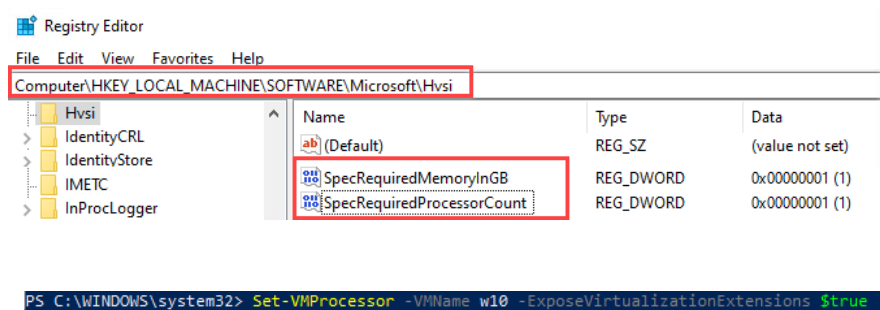 Registry Editor
File Edit View Favorites Help
Computer\HKEY_LOCAL_MACHINE\SOFTWARE\Microsoft\Hvsi
Hvsi
IdentityCRL
IdentityStore
IMETC
InProcLogger
Name Type Data
ab (Default) REG_SZ (value not set)
SpecRequiredMemoryInGB REG_DWORD 0x00000001 (1)
SpecRequiredProcessorCount REG_DWORD 0x00000001 (1)
PS C:\WINDOWS\system32> Set-VMProcessor -VMName w10 -ExposeVirtualizationExtensions $true